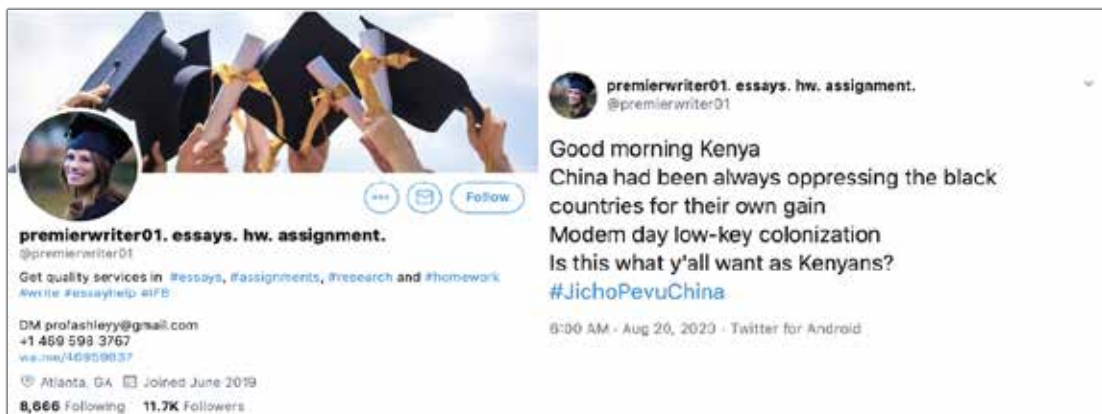 premierwriter01. essays. hw. assignment.
@premierwriter01
Get quality services in #essays, #assignments, #research and #homework
#write #essayhelp #IFB
DM profashleyy@gmail.com
+1 469 598 3767
wa.me/46959837
Atlanta, GA Joined June 2019
8,666 Following 11.7K Followers
Follow
premierwriter01. essays. hw. assignment.
@premierwriter01
Good morning Kenya
China had been always oppressing the black
countries for their own gain
Modem day low-key colonization
Is this what y'all want as Kenyans?
#JichoPevuChina
6:00 AM · Aug 20, 2020 · Twitter for Android